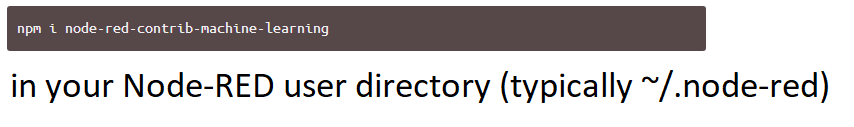 npm i node-red-contrib-machine-learning
in your Node-RED user directory (typically ~/.node-red)